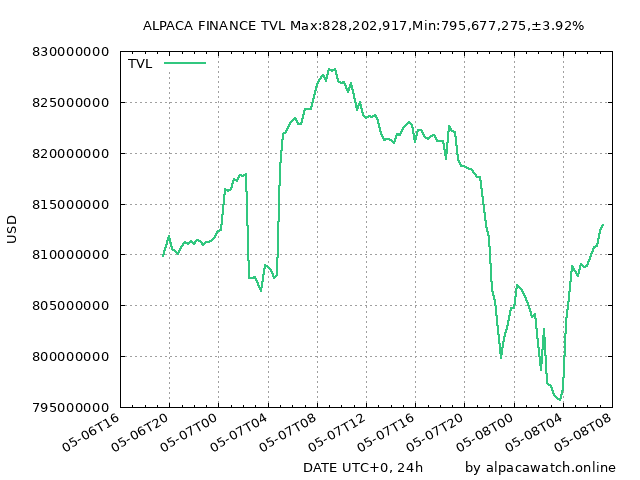 ALPACA FINANCE TVL Max:828,202,917,Min:795,677,275,±3.92%
830000000
TVL
825000000
820000000
815000000
USD
810000000
805000000
800000000
795000000
05-06T16
05-06T20
05-07T00
05-07T04
05-07T08
05-07T12
05-07T16
05-07T20
05-08T00
05-08T04
05-08T08
DATE UTC+0, 24h
by alpacawatch.online